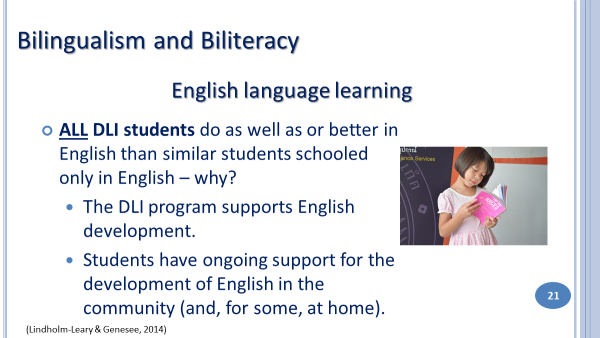 Bilingualism and Biliteracy
English language learning
ALL DLI students do as well as or better in
English than similar students schooled
only in English – why?
The DLI program supports English
development.
Students have ongoing support for the
development of English in the
community (and, for some, at home).
21
(Lindholm-Leary & Genesee, 2014)